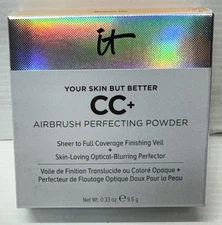 it
YOUR SKIN BUT BETTER
CC+
AIRBRUSH PERFECTING POWDER
Sheer to Full Coverage Finishing Veil
+
Skin-Loving Optical-Blurring Perfector
Voile de Finition Translucide ou Coloré Opaque +
Perfecteur de Floutage Optique Doux Pour la Peau
Net Wt. 0.33 oz. 9.5 g